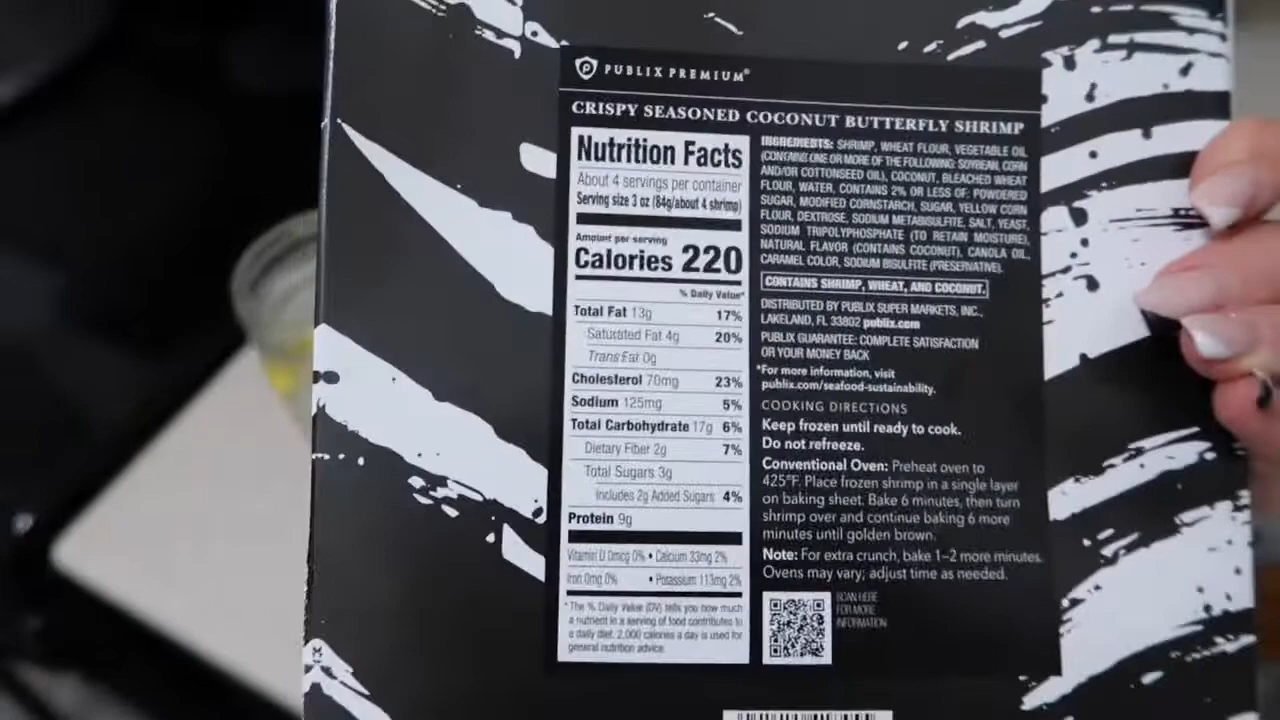 PUBLIX PREMIUM®
CRISPY SEASONED COCONUT BUTTERFLY SHRIMP
Nutrition Facts
About 4 servings per container
Serving size 3 oz (84g/about 4 shrimp)
Amount per serving
Calories 220
% Daily Value*
Total Fat 13g 17%
Saturated Fat 4g 20%
Trans Fat 0g
Cholesterol 70mg 23%
Sodium 125mg 5%
Total Carbohydrate 17g 6%
Dietary Fiber 2g 7%
Total Sugars 3g
Includes 2g Added Sugars 4%
Protein 9g
Vitamin D 0mcg 0% • Calcium 33mg 2%
Iron 0mg 0% • Potassium 113mg 2%
* The % Daily Value (DV) tells you how much
a nutrient in a serving of food contributes to
a daily diet. 2,000 calories a day is used for
general nutrition advice.
INGREDIENTS: SHRIMP, WHEAT FLOUR, VEGETABLE OIL
(CONTAINS ONE OR MORE OF THE FOLLOWING: SOYBEAN, CORN
AND/OR COTTONSEED OIL), COCONUT, BLEACHED WHEAT
FLOUR, WATER, CONTAINS 2% OR LESS OF: POWDERED
SUGAR, MODIFIED CORNSTARCH, SUGAR, YELLOW CORN
FLOUR, DEXTROSE, SODIUM METABISULFITE, SALT, YEAST,
SODIUM TRIPOLYPHOSPHATE (TO RETAIN MOISTURE),
NATURAL FLAVOR (CONTAINS COCONUT), CANOLA OIL,
CARAMEL COLOR, SODIUM BISULFITE (PRESERVATIVE).
CONTAINS SHRIMP, WHEAT, AND COCONUT.
DISTRIBUTED BY PUBLIX SUPER MARKETS, INC.,
LAKELAND, FL 33802 publix.com
PUBLIX GUARANTEE: COMPLETE SATISFACTION
OR YOUR MONEY BACK
*For more information, visit
publix.com/seafood-sustainability.
COOKING DIRECTIONS
Keep frozen until ready to cook.
Do not refreeze.
Conventional Oven: Preheat oven to
425°F. Place frozen shrimp in a single layer
on baking sheet. Bake 6 minutes, then turn
shrimp over and continue baking 6 more
minutes until golden brown.
Note: For extra crunch, bake 1–2 more minutes.
Ovens may vary; adjust time as needed.
SCAN HERE
FOR MORE
INFORMATION